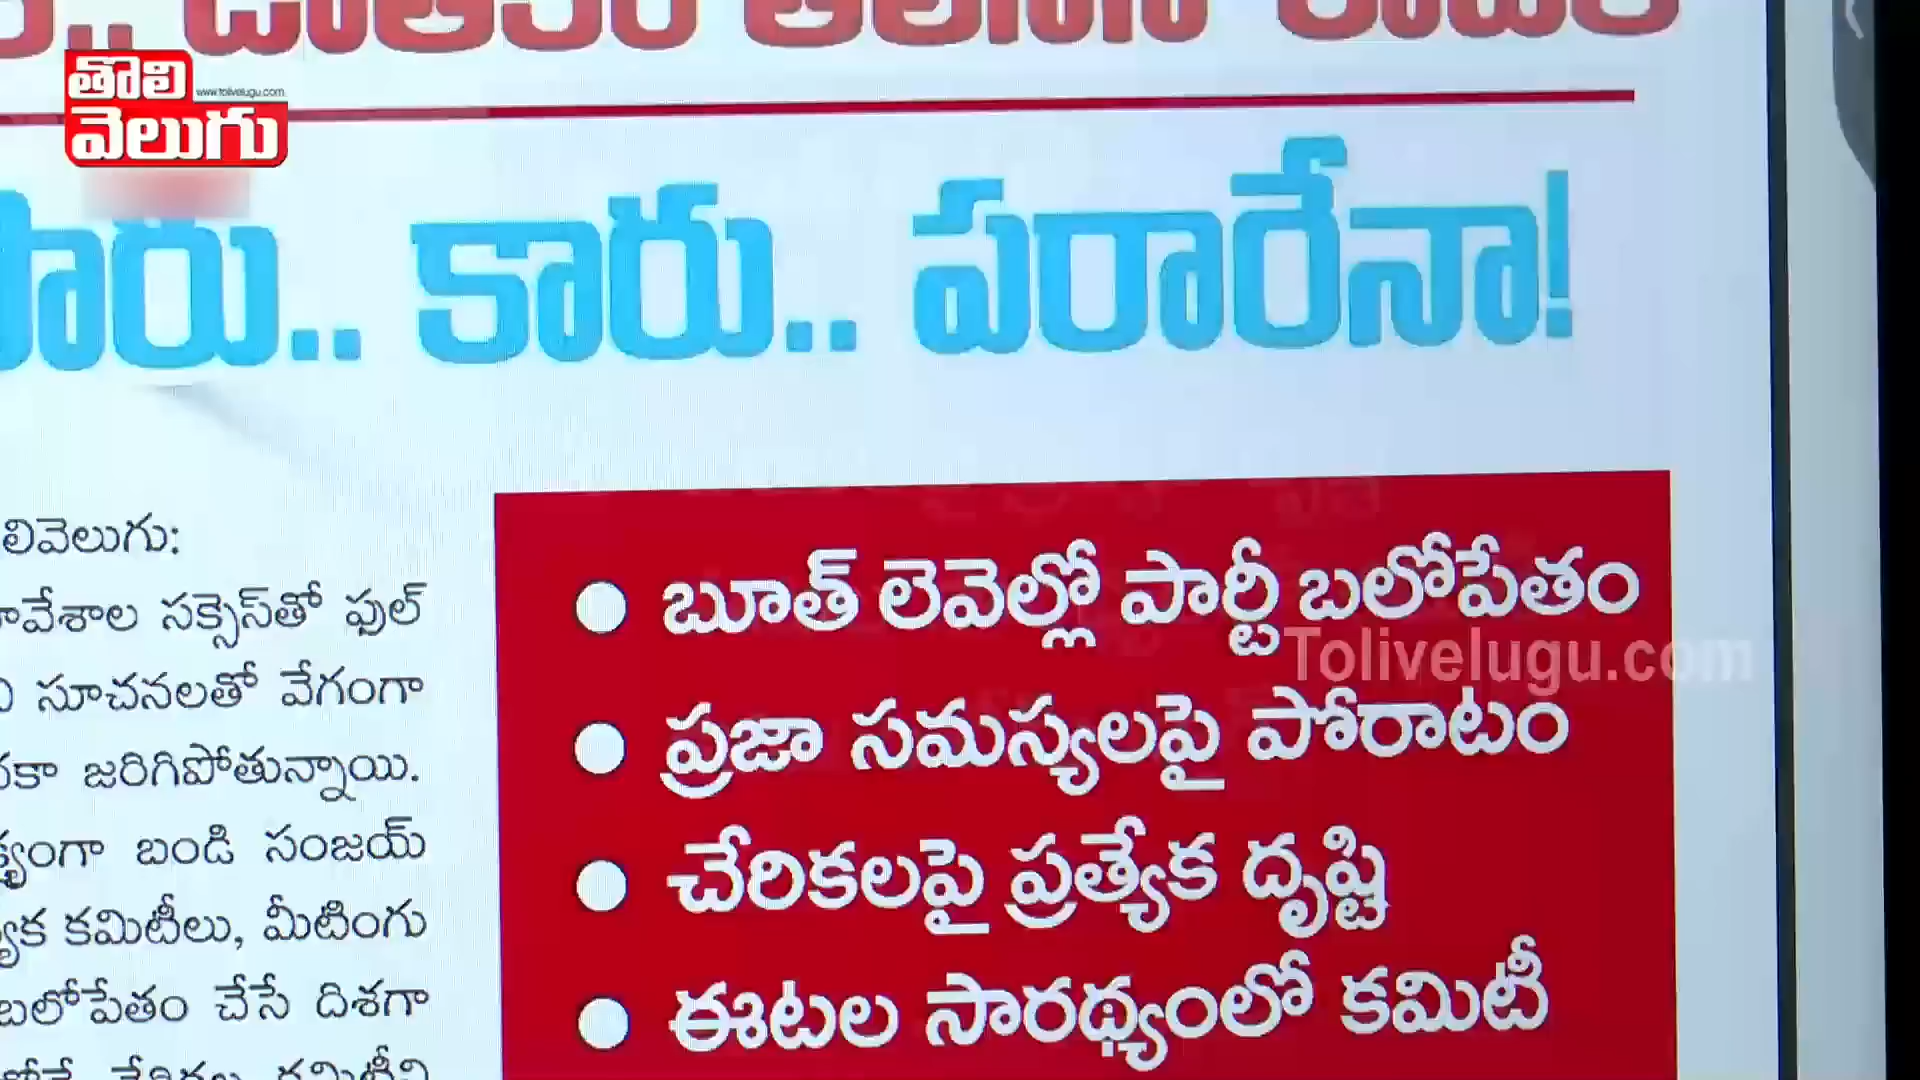 తొలి
www.tolivelugu.com
వెలుగు
కారు.. పరారేనా!
లివెలుగు:
సక్సెస్‌తో ఫుల్
సూచనలతో వేగంగా
జరిగిపోతున్నాయి.
బండి సంజయ్
కమిటీలు, మీటింగు
బలోపేతం చేసే దిశగా
● బూత్ లెవెల్లో పార్టీ బలోపేతం
Tolivelugu.com
● ప్రజా సమస్యలపై పోరాటం
● చేరికలపై ప్రత్యేక దృష్టి
● ఈటల సారథ్యంలో కమిటీ